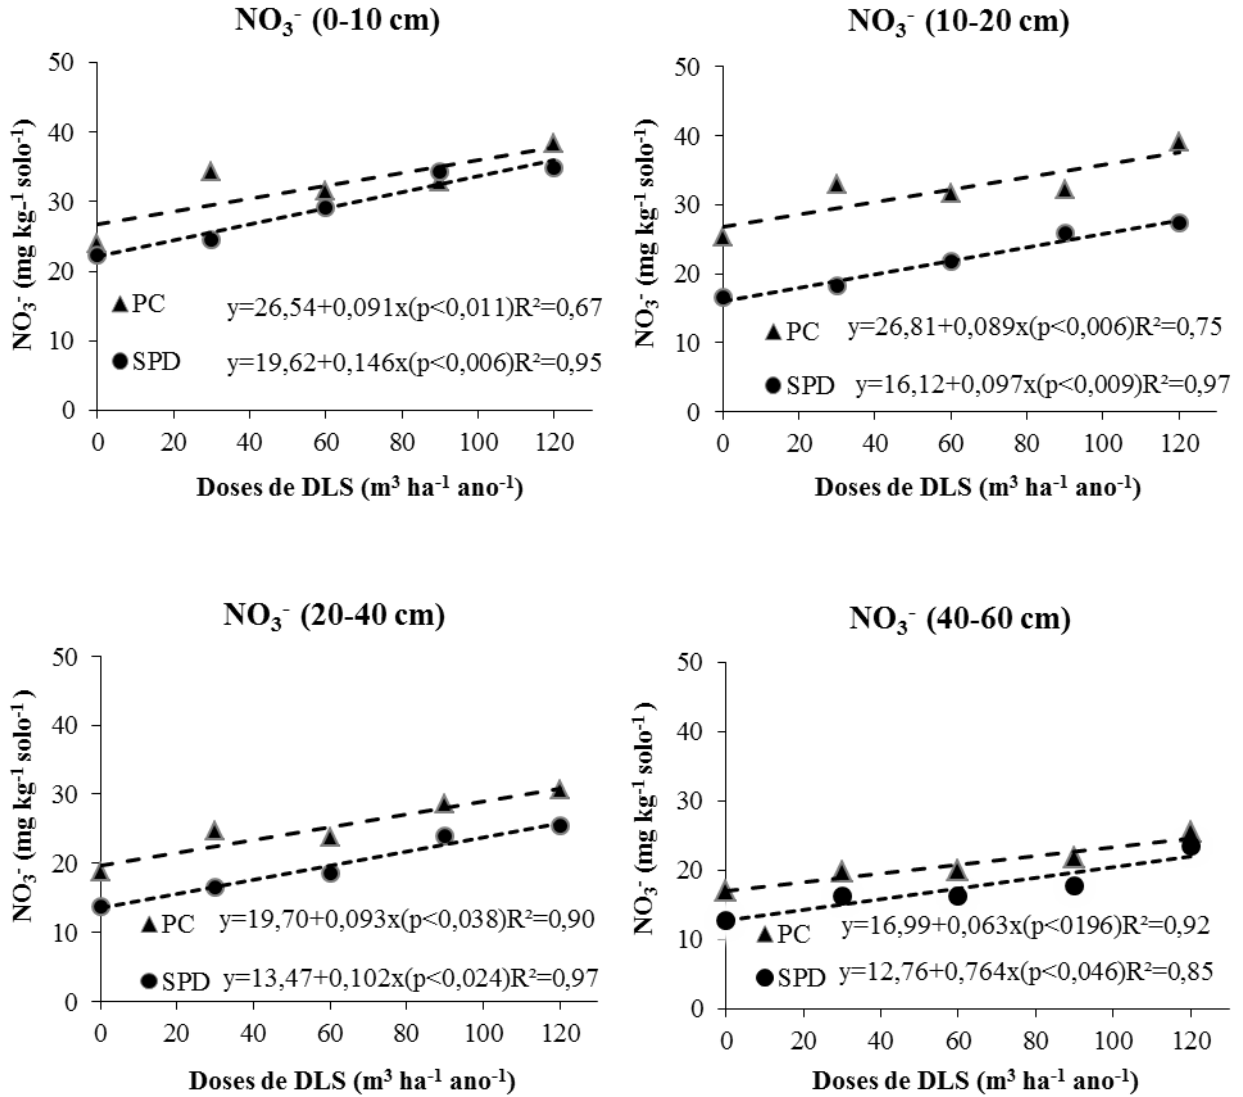 NO₃⁻ (0-10 cm)
NO₃⁻ (mg kg⁻¹ solo⁻¹)
50
40
30
20
10
0
PC y=26,54+0,091x(p<0,011)R²=0,67
SPD y=19,62+0,146x(p<0,006)R²=0,95
0 20 40 60 80 100 120
Doses de DLS (m³ ha⁻¹ ano⁻¹)
NO₃⁻ (10-20 cm)
NO₃⁻ (mg kg⁻¹ solo⁻¹)
50
40
30
20
10
0
PC y=26,81+0,089x(p<0,006)R²=0,75
SPD y=16,12+0,097x(p<0,009)R²=0,97
0 20 40 60 80 100 120
Doses de DLS (m³ ha⁻¹ ano⁻¹)
NO₃⁻ (20-40 cm)
NO₃⁻ (mg kg⁻¹ solo⁻¹)
50
40
30
20
10
0
PC y=19,70+0,093x(p<0,038)R²=0,90
SPD y=13,47+0,102x(p<0,024)R²=0,97
0 20 40 60 80 100 120
Doses de DLS (m³ ha⁻¹ ano⁻¹)
NO₃⁻ (40-60 cm)
NO₃⁻ (mg kg⁻¹ solo⁻¹)
50
40
30
20
10
0
PC y=16,99+0,063x(p<0196)R²=0,92
SPD y=12,76+0,764x(p<0,046)R²=0,85
0 20 40 60 80 100 120
Doses de DLS (m³ ha⁻¹ ano⁻¹)